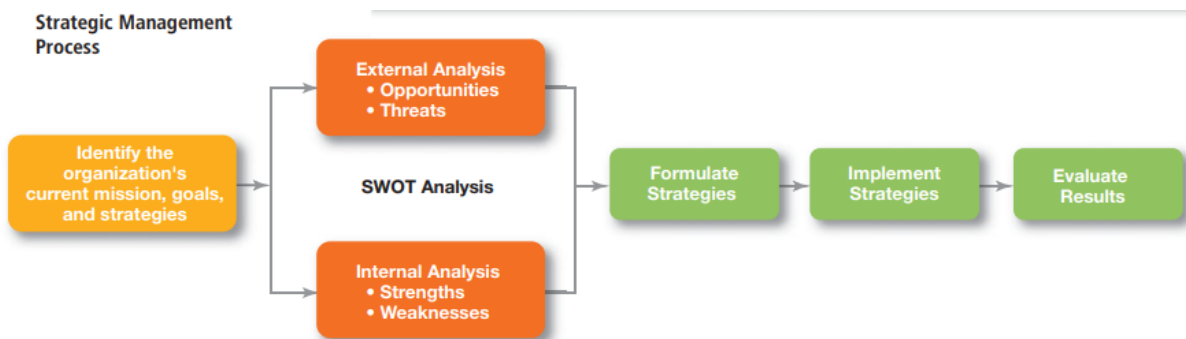 Strategic Management
Process
Identify the
organization's
current mission, goals,
and strategies
External Analysis
• Opportunities
• Threats
SWOT Analysis
Internal Analysis
• Strengths
• Weaknesses
Formulate
Strategies
Implement
Strategies
Evaluate
Results